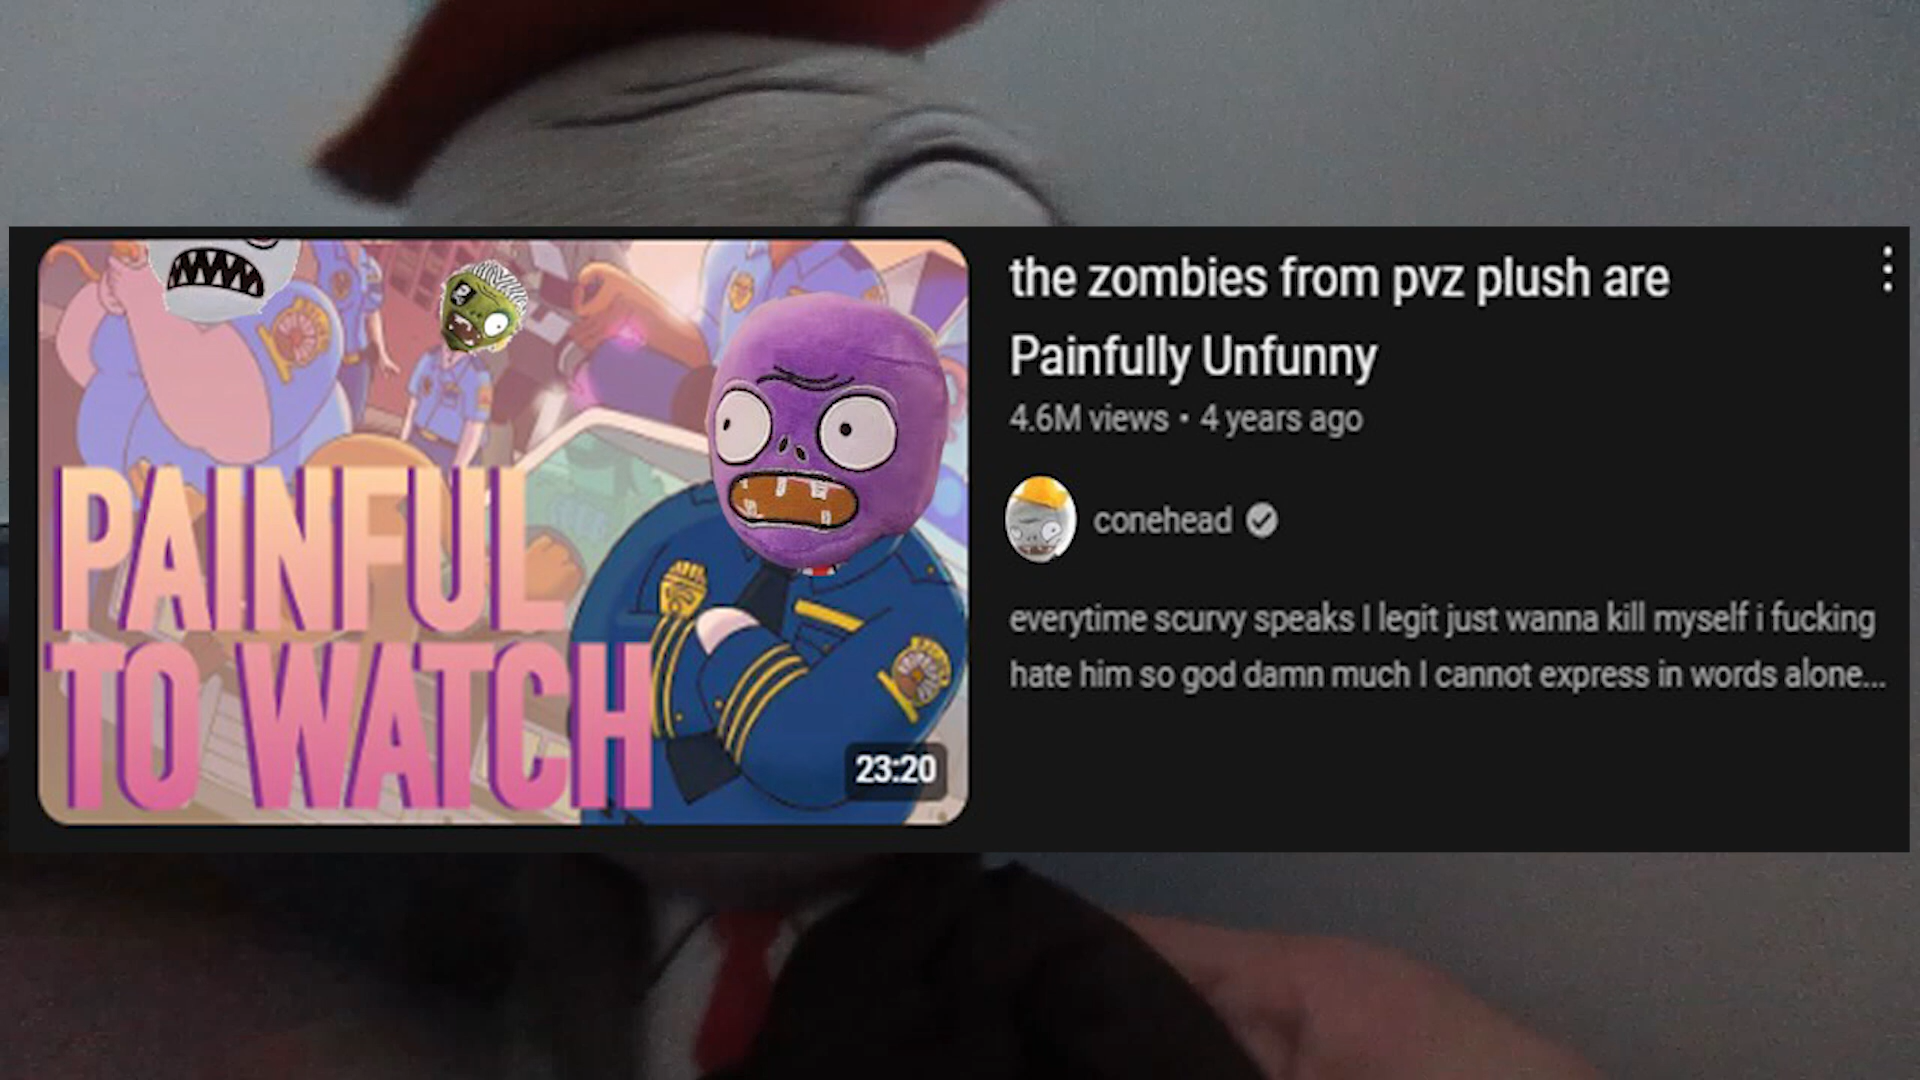 PAINFUL
TO WATCH
23:20
the zombies from pvz plush are
Painfully Unfunny
4.6M views • 4 years ago
conehead
everytime scurvy speaks I legit just wanna kill myself i fucking
hate him so god damn much I cannot express in words alone...